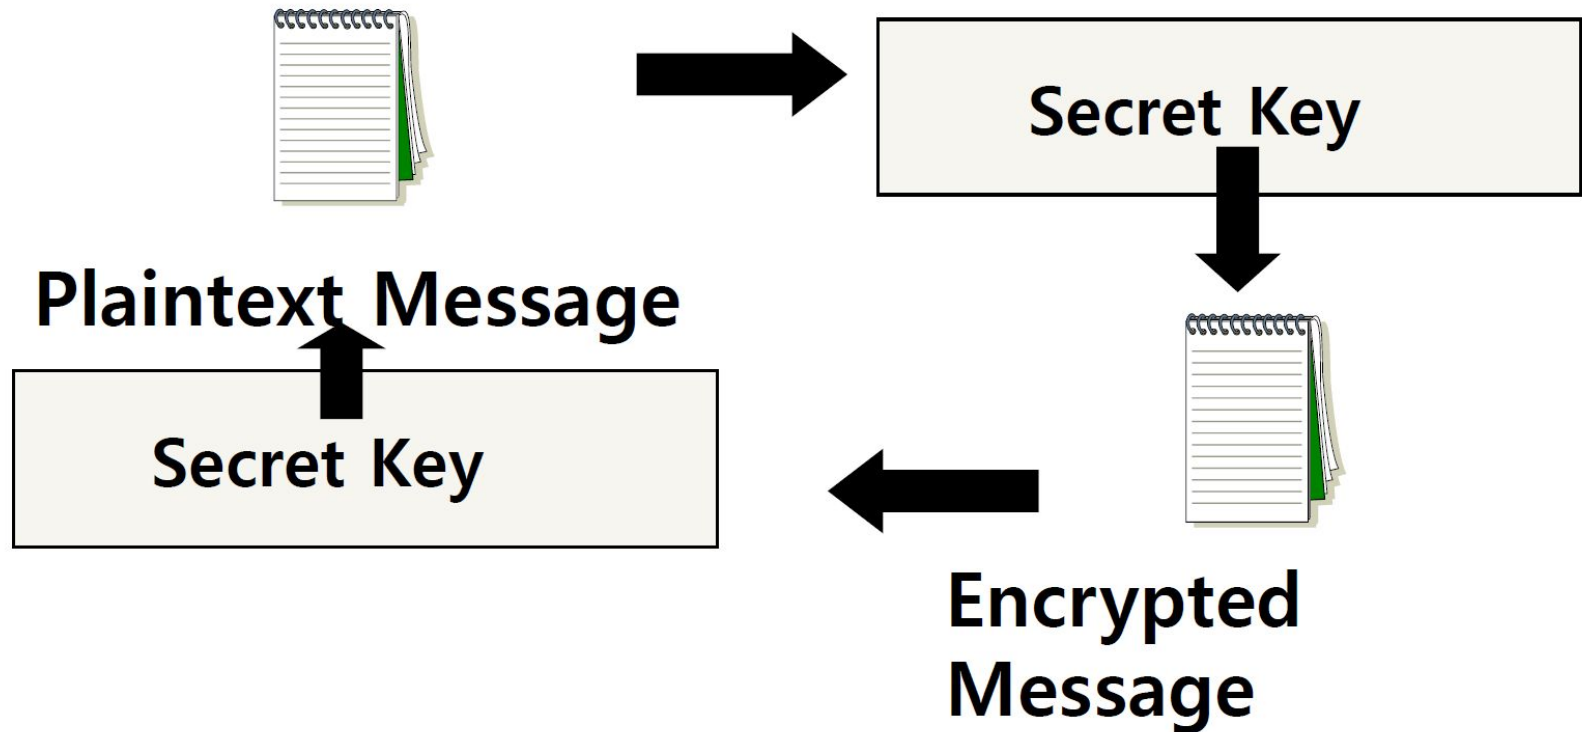 Secret Key
Plaintext Message
Secret Key
Encrypted
Message